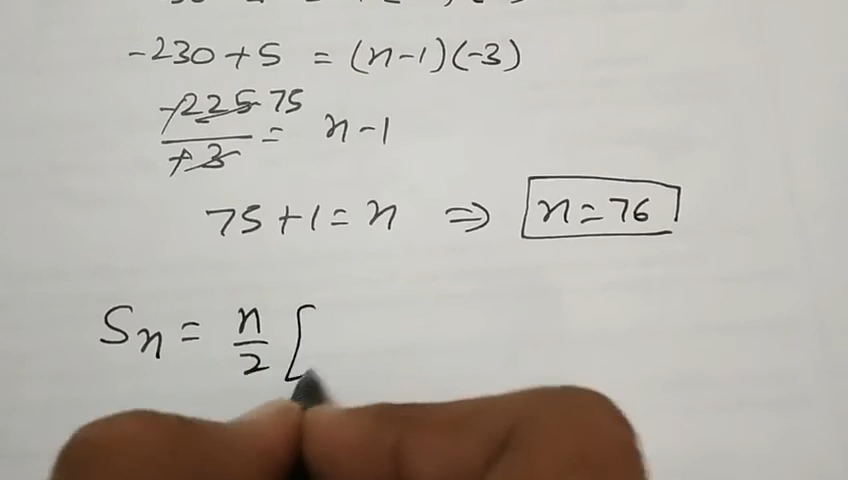 -230+5 = (n-1)(-3)
-225 75
+3 = n-1
75+1=n ⇒ n=76
Sn = n/2 [